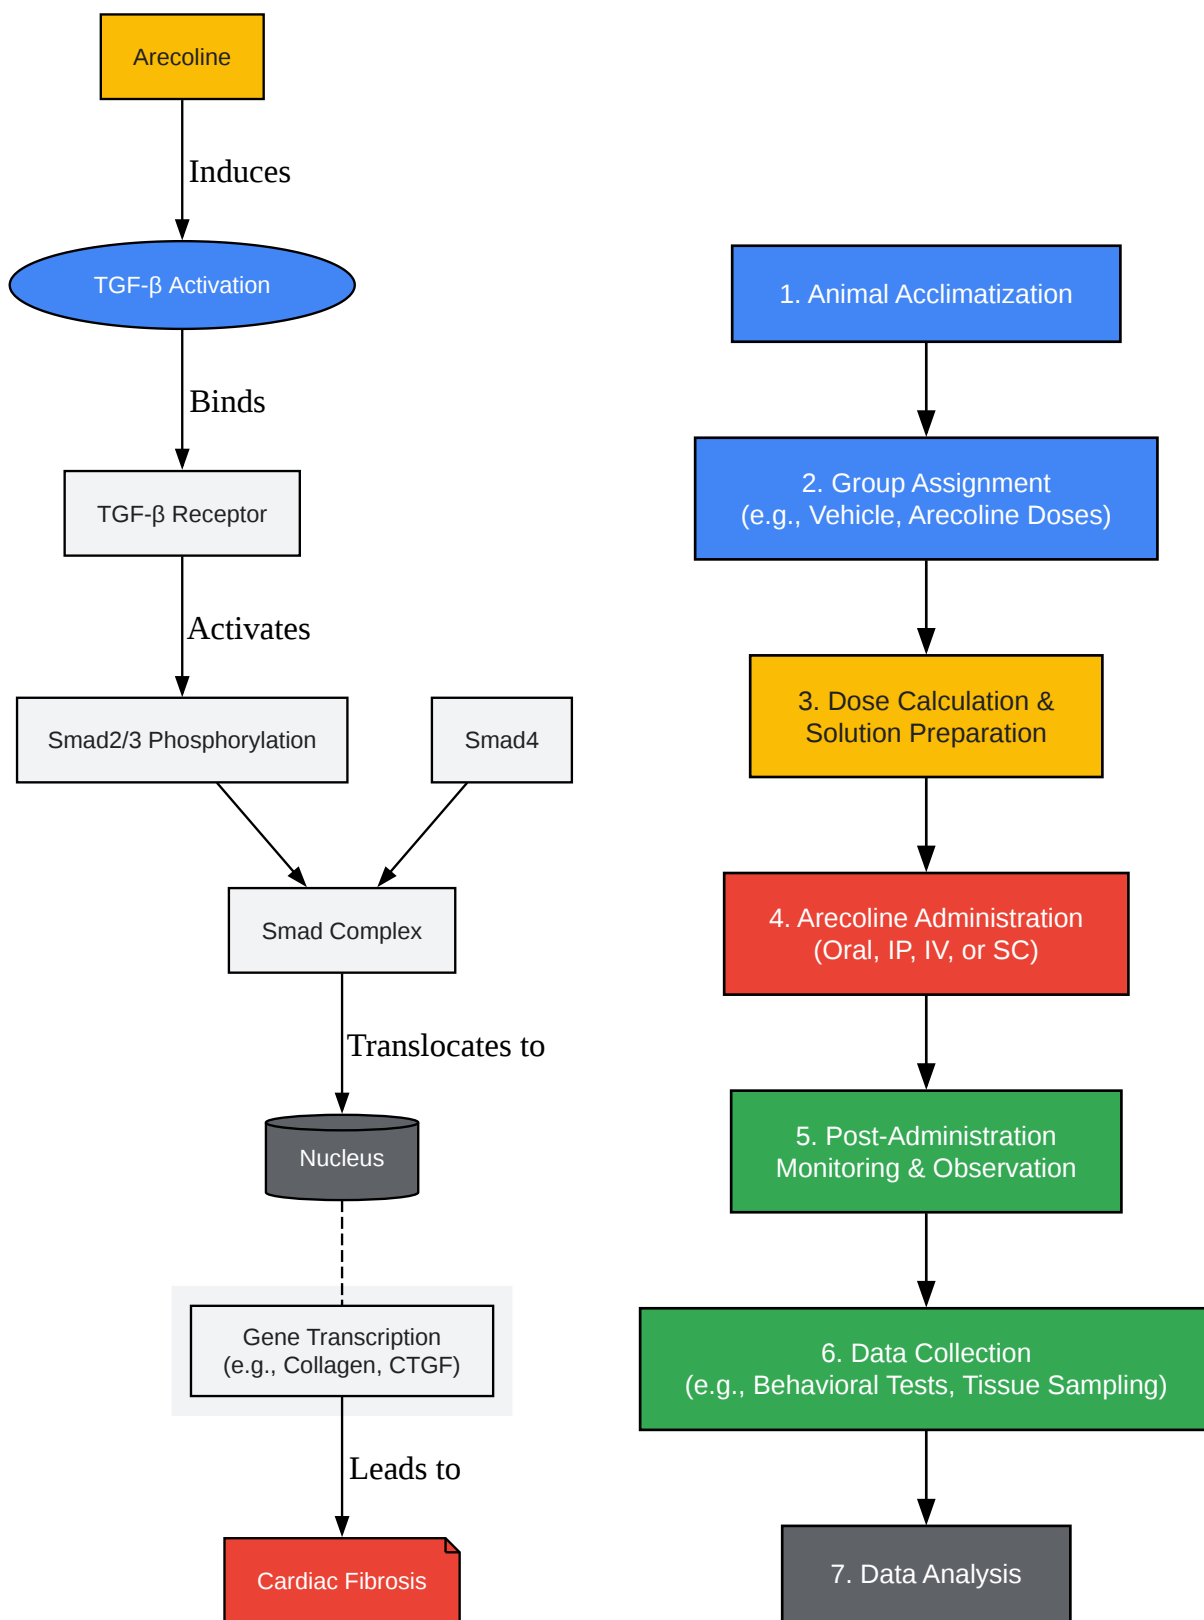 Arecoline
Induces
TGF-β Activation
Binds
TGF-β Receptor
Activates
Smad2/3 Phosphorylation
Smad4
Smad Complex
Translocates to
Nucleus
Gene Transcription
(e.g., Collagen, CTGF)
Leads to
Cardiac Fibrosis
1. Animal Acclimatization
2. Group Assignment
(e.g., Vehicle, Arecoline Doses)
3. Dose Calculation &
Solution Preparation
4. Arecoline Administration
(Oral, IP, IV, or SC)
5. Post-Administration
Monitoring & Observation
6. Data Collection
(e.g., Behavioral Tests, Tissue Sampling)
7. Data Analysis